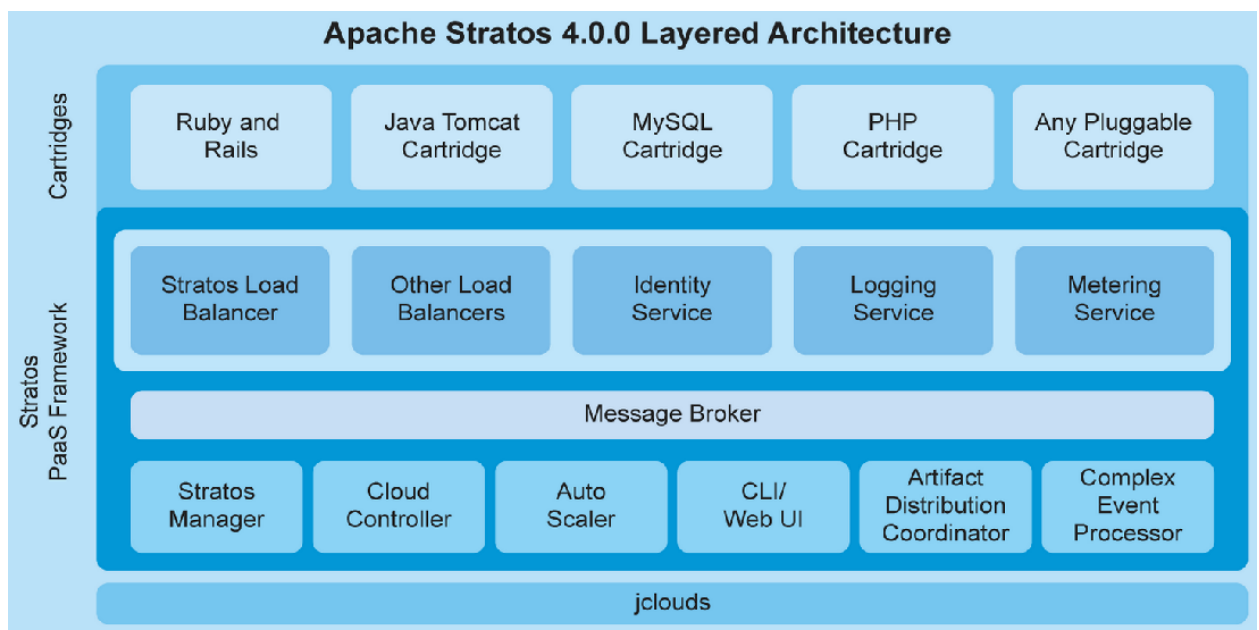 Apache Stratos 4.0.0 Layered Architecture
Cartridges
Ruby and
Rails
Java Tomcat
Cartridge
MySQL
Cartridge
PHP
Cartridge
Any Pluggable
Cartridge
Stratos
PaaS Framework
Stratos Load
Balancer
Other Load
Balancers
Identity
Service
Logging
Service
Metering
Service
Message Broker
Stratos
Manager
Cloud
Controller
Auto
Scaler
CLI/
Web UI
Artifact
Distribution
Coordinator
Complex
Event
Processor
jclouds